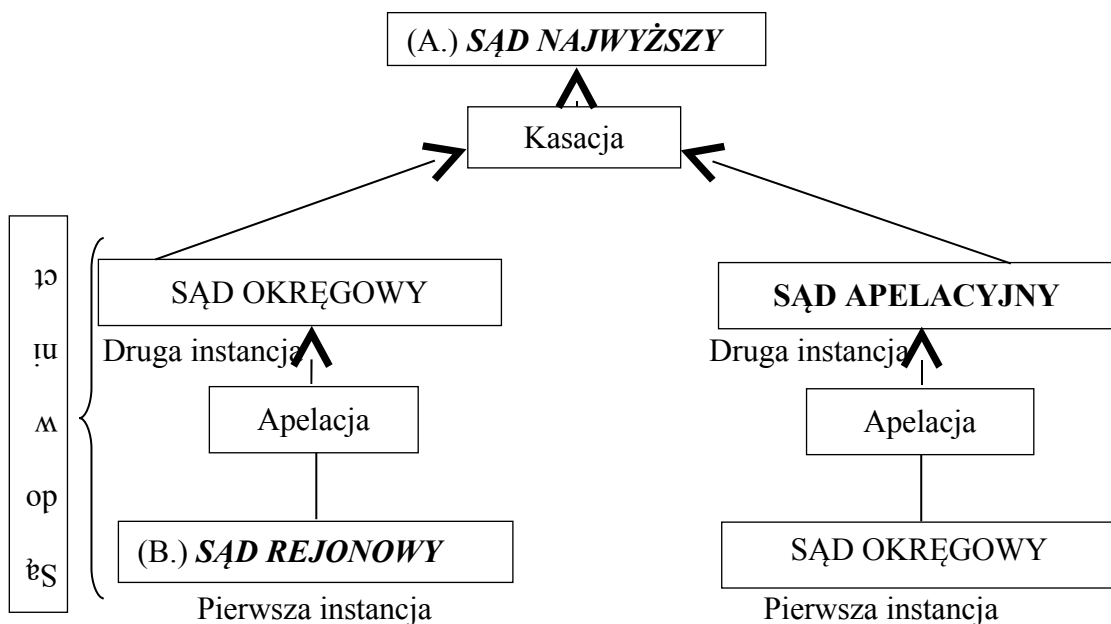 (A.) SĄD NAJWYŻSZY
Kasacja
SĄD OKRĘGOWY
SĄD APELACYJNY
Druga instancja
Druga instancja
Apelacja
Apelacja
(B.) SĄD REJONOWY
SĄD OKRĘGOWY
Pierwsza instancja
Pierwsza instancja
Są
do
w
ni
ct